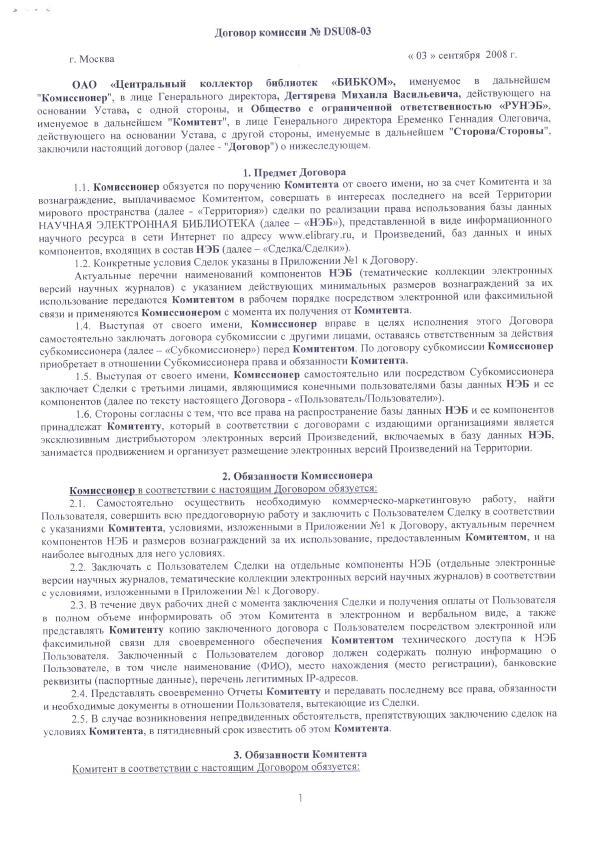 Договор комиссии № DSU08-03
г. Москва « 03 » сентября 2008 г.
ОАО «Центральный коллектор библиотек «БИБКОМ», именуемое в дальнейшем
"Комиссионер", в лице Генерального директора, Дегтярева Михаила Васильевича, действующего на
основании Устава, с одной стороны, и Общество с ограниченной ответственностью «РУНЭБ»,
именуемое в дальнейшем "Комитент", в лице Генерального директора Еременко Геннадия Олеговича,
действующего на основании Устава, с другой стороны, именуемые в дальнейшем "Сторона/Стороны",
заключили настоящий договор (далее - "Договор") о нижеследующем.
1. Предмет Договора
1.1. Комиссионер обязуется по поручению Комитента от своего имени, но за счет Комитента и за
вознаграждение, выплачиваемое Комитентом, совершать в интересах последнего на всей Территории
мирового пространства (далее - «Территория») сделки по реализации права использования базы данных
НАУЧНАЯ ЭЛЕКТРОННАЯ БИБЛИОТЕКА (далее – «НЭБ»), представленной в виде информационного
научного ресурса в сети Интернет по адресу www.elibrary.ru, и Произведений, баз данных и иных
компонентов, входящих в состав НЭБ (далее – «Сделка/Сделки»).
1.2. Конкретные условия Сделок указаны в Приложении №1 к Договору.
Актуальные перечни наименований компонентов НЭБ (тематические коллекции электронных
версий научных журналов) с указанием действующих минимальных размеров вознаграждений за их
использование передаются Комитентом в рабочем порядке посредством электронной или факсимильной
связи и применяются Комиссионером с момента их получения от Комитента.
1.4. Выступая от своего имени, Комиссионер вправе в целях исполнения этого Договора
самостоятельно заключать договора субкомиссии с другими лицами, оставаясь ответственным за действия
субкомиссионера (далее – «Субкомиссионер») перед Комитентом. По договору субкомиссии Комиссионер
приобретает в отношении Субкомиссионера права и обязанности Комитента.
1.5. Выступая от своего имени, Комиссионер самостоятельно или посредством Субкомиссионера
заключает Сделки с третьими лицами, являющимися конечными пользователями базы данных НЭБ и ее
компонентов (далее по тексту настоящего Договора - «Пользователь/Пользователи»).
1.6. Стороны согласны с тем, что все права на распространение базы данных НЭБ и ее компонентов
принадлежат Комитенту, который в соответствии с договорами с издающими организациями является
эксклюзивным дистрибьютором электронных версий Произведений, включаемых в базу данных НЭБ,
занимается продвижением и организует размещение электронных версий Произведений на Территории.
2. Обязанности Комиссионера
Комиссионер в соответствии с настоящим Договором обязуется:
2.1. Самостоятельно осуществить необходимую коммерческо-маркетинговую работу, найти
Пользователя, совершить всю преддоговорную работу и заключить с Пользователем Сделку в соответствии
с указаниями Комитента, условиями, изложенными в Приложении №1 к Договору, актуальным перечнем
компонентов НЭБ и размеров вознаграждений за их использование, предоставленным Комитентом, и на
наиболее выгодных для него условиях.
2.2. Заключать с Пользователем Сделки на отдельные компоненты НЭБ (отдельные электронные
версии научных журналов, тематические коллекции электронных версий научных журналов) в соответствии
с условиями, изложенными в Приложении №1 к Договору.
2.3. В течение двух рабочих дней с момента заключения Сделки и получения оплаты от Пользователя
в полном объеме информировать об этом Комитента в электронном и вербальном виде, а также
представлять Комитенту копию заключенного договора с Пользователем посредством электронной или
факсимильной связи для своевременного обеспечения Комитентом технического доступа к НЭБ
Пользователя. Заключенный с Пользователем договор должен содержать полную информацию о
Пользователе, в том числе наименование (ФИО), место нахождения (место регистрации), банковские
реквизиты (паспортные данные), перечень легитимных IP-адресов.
2.4. Представлять своевременно Отчеты Комитенту и передавать последнему все права, обязанности
и необходимые документы в отношении Пользователя, вытекающие из Сделки.
2.5. В случае возникновения непредвиденных обстоятельств, препятствующих заключению сделок на
условиях Комитента, в пятидневный срок известить об этом Комитента.
3. Обязанности Комитента
Комитент в соответствии с настоящим Договором обязуется:
1